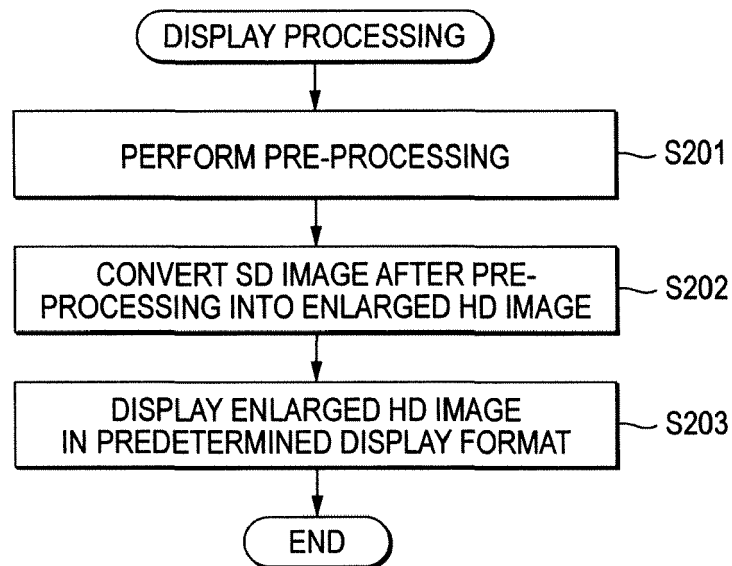 DISPLAY PROCESSING
PERFORM PRE-PROCESSING
S201
CONVERT SD IMAGE AFTER PRE-
PROCESSING INTO ENLARGED HD IMAGE
S202
DISPLAY ENLARGED HD IMAGE
IN PREDETERMINED DISPLAY FORMAT
S203
END